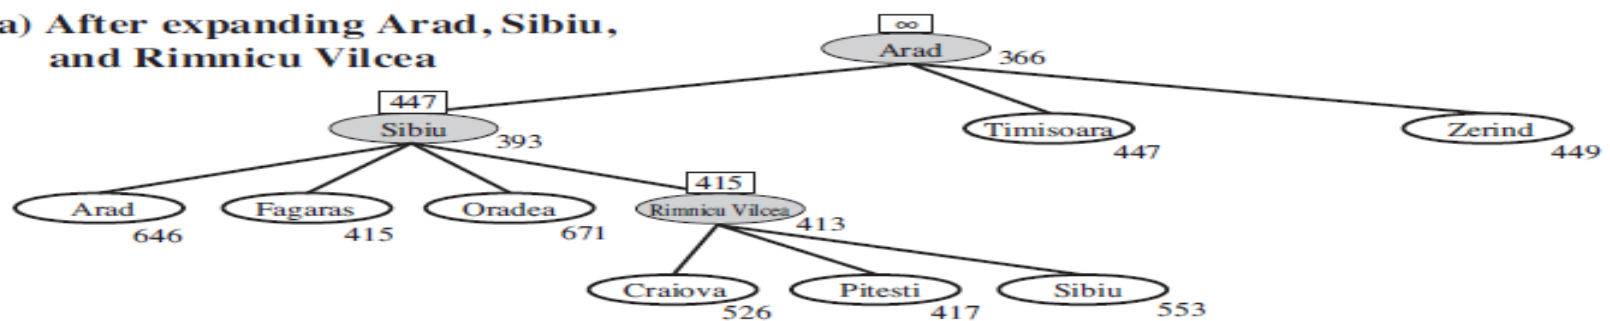 a) After expanding Arad, Sibiu,
and Rimnicu Vilcea
∞
Arad
366
447
Sibiu
393
Timisoara
447
Zerind
449
Arad
646
Fagaras
415
Oradea
671
415
Rimnicu Vilcea
413
Craiova
526
Pitesti
417
Sibiu
553